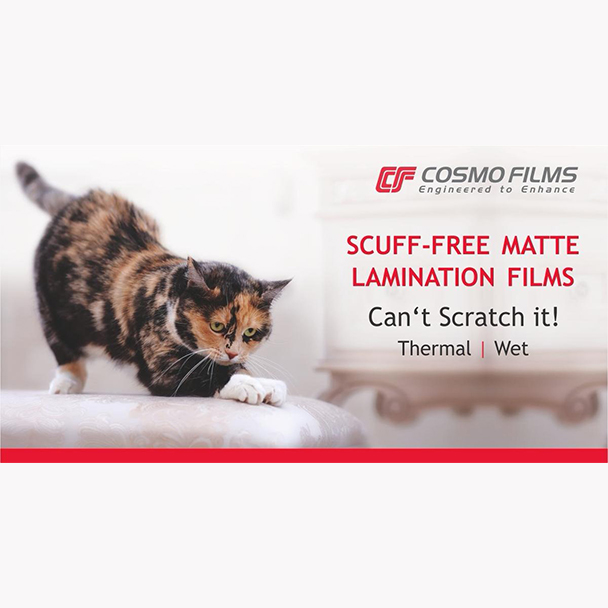 CF COSMO FILMS
Engineered to Enhance
SCUFF-FREE MATTE
LAMINATION FILMS
Can‘t Scratch it!
Thermal | Wet